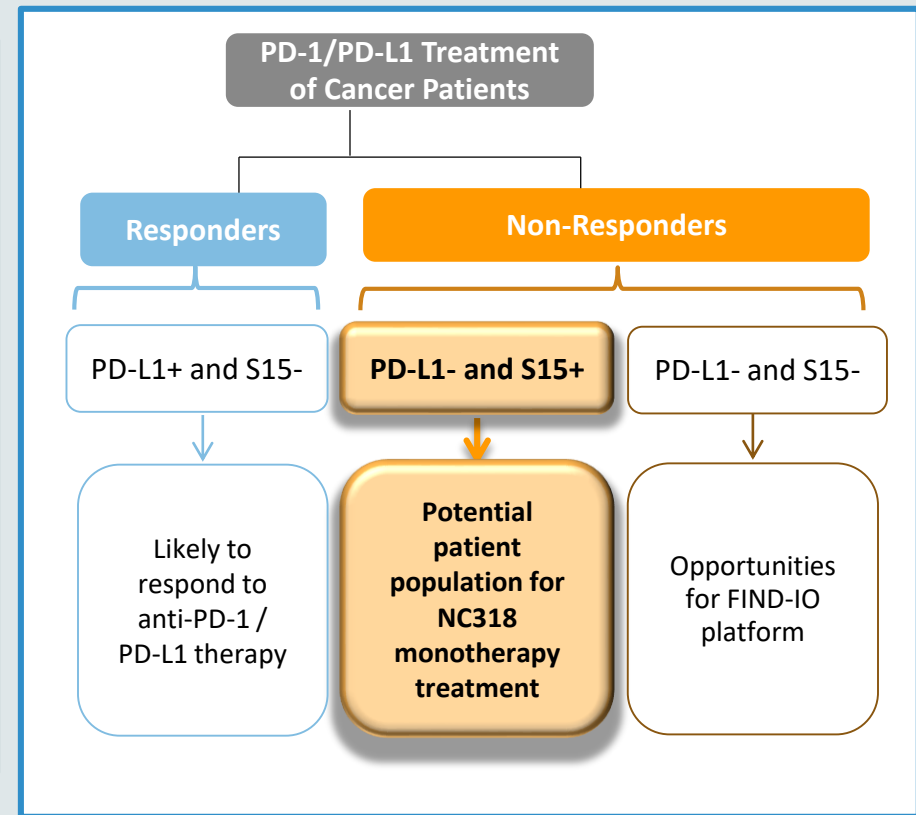 PD-1/PD-L1 Treatment
of Cancer Patients
Responders
Non-Responders
PD-L1+ and S15-
PD-L1- and S15+
PD-L1- and S15-
Likely to
respond to
anti-PD-1 /
PD-L1 therapy
Potential
patient
population for
NC318
monotherapy
treatment
Opportunities
for FIND-IO
platform